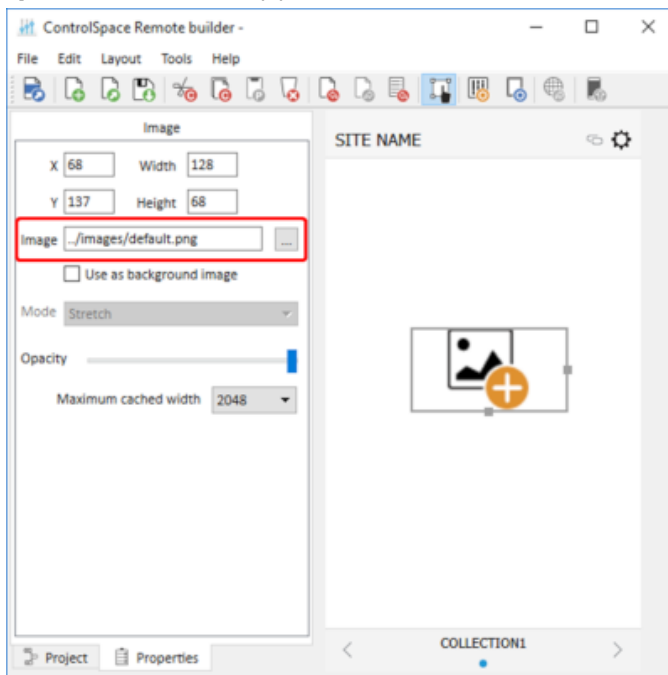 ControlSpace Remote builder -
File Edit Layout Tools Help
Image
SITE NAME
X 68 Width 128
Y 137 Height 68
Image ../images/default.png ...
Use as background image
Mode Stretch
Opacity
Maximum cached width 2048
COLLECTION1
Project Properties